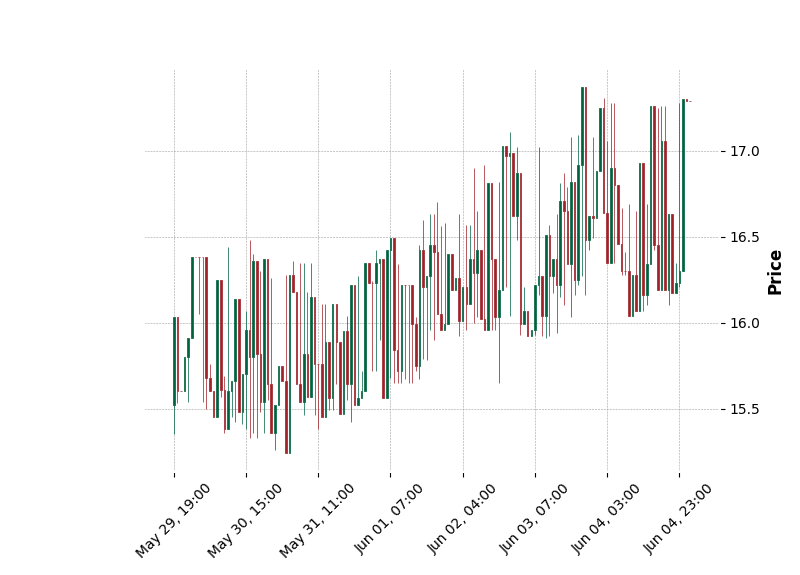 17.0
16.5
16.0
15.5
Price
May 29, 19:00
May 30, 15:00
May 31, 11:00
Jun 01, 07:00
Jun 02, 04:00
Jun 03, 07:00
Jun 04, 03:00
Jun 04, 23:00